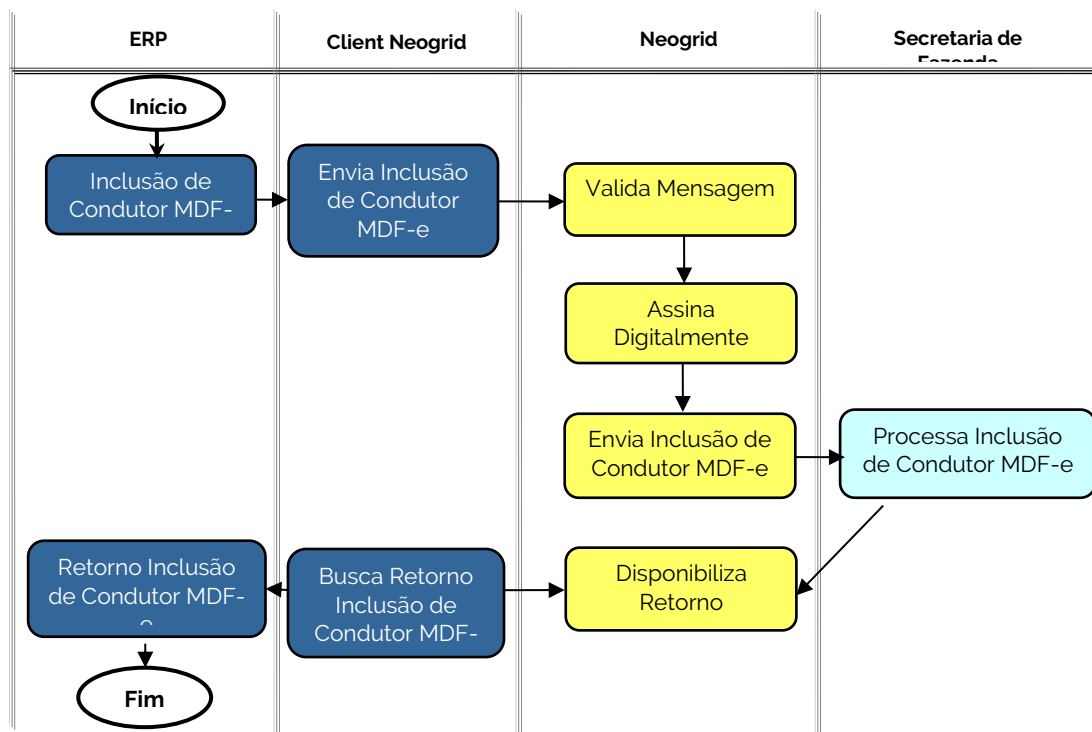 ERP
Client Neogrid
Neogrid
Secretaria de
Fazenda
Início
Inclusão de
Condutor MDF-
Envia Inclusão
de Condutor
MDF-e
Valida Mensagem
Assina
Digitalmente
Envia Inclusão de
Condutor MDF-e
Processa Inclusão
de Condutor MDF-e
Retorno Inclusão
de Condutor MDF-
e
Busca Retorno
Inclusão de
Condutor MDF-
Disponibiliza
Retorno
Fim